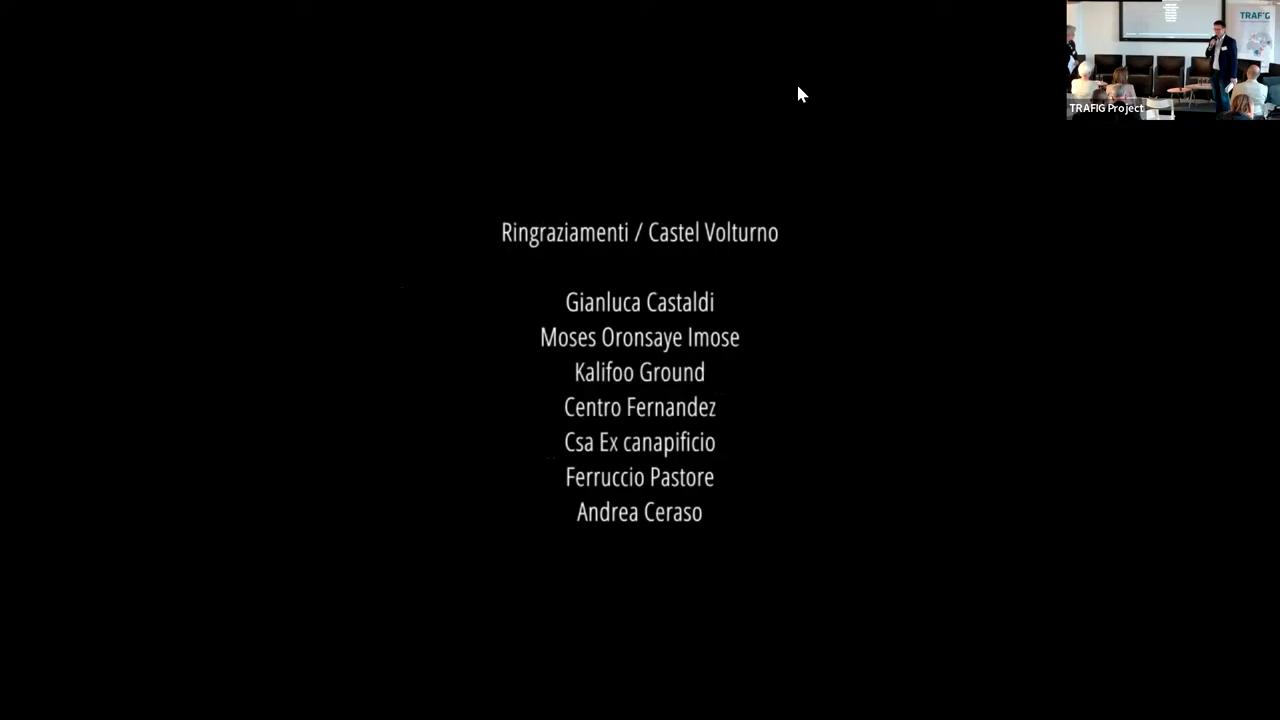 TRAFIG
TRAFIG Project
Ringraziamenti / Castel Volturno
Gianluca Castaldi
Moses Oronsaye Imose
Kalifoo Ground
Centro Fernandez
Csa Ex canapificio
Ferruccio Pastore
Andrea Ceraso